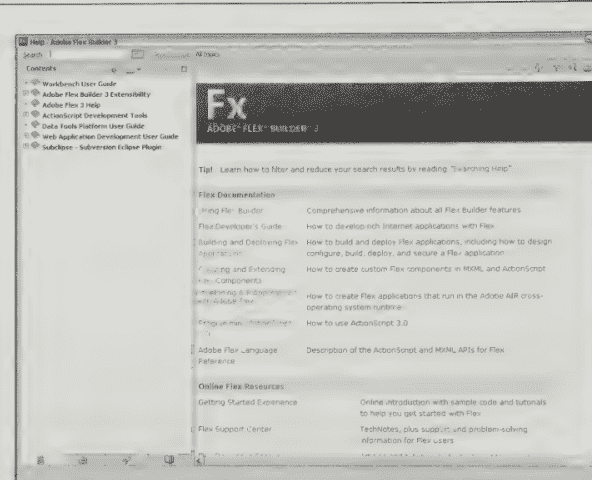 Help - Adobe Flex Builder 3
Search
All topics
Contents
Workbench User Guide
Adobe Flex Builder 3 Extensibility
Adobe Flex 3 Help
ActionScript Development Tools
Data Tools Platform User Guide
Web Application Development User Guide
Subclipse - Subversion Eclipse Plugin
Fx
ADOBE® FLEX® BUILDER™ 3
Tip! Learn how to filter and reduce your search results by reading "Searching Help"
Flex Documentation
Using Flex Builder Comprehensive information about all Flex Builder features
Flex Developer's Guide How to develop rich Internet applications with Flex
Building and Deploying Flex How to build and deploy Flex applications, including how to design
Applications configure, build, deploy, and secure a Flex application
Creating and Extending How to create custom Flex components in MXML and ActionScript
Components
How to create Flex applications that run in the Adobe AIR cross-
with Adobe Flex operating system runtime
How to use ActionScript 3.0
Adobe Flex Language Description of the ActionScript and MXML APIs for Flex
Reference
Online Flex Resources
Getting Started Experience Online introduction with sample code and tutorials
to help you get started with Flex
Flex Support Center TechNotes, plus support and problem-solving
information for Flex users